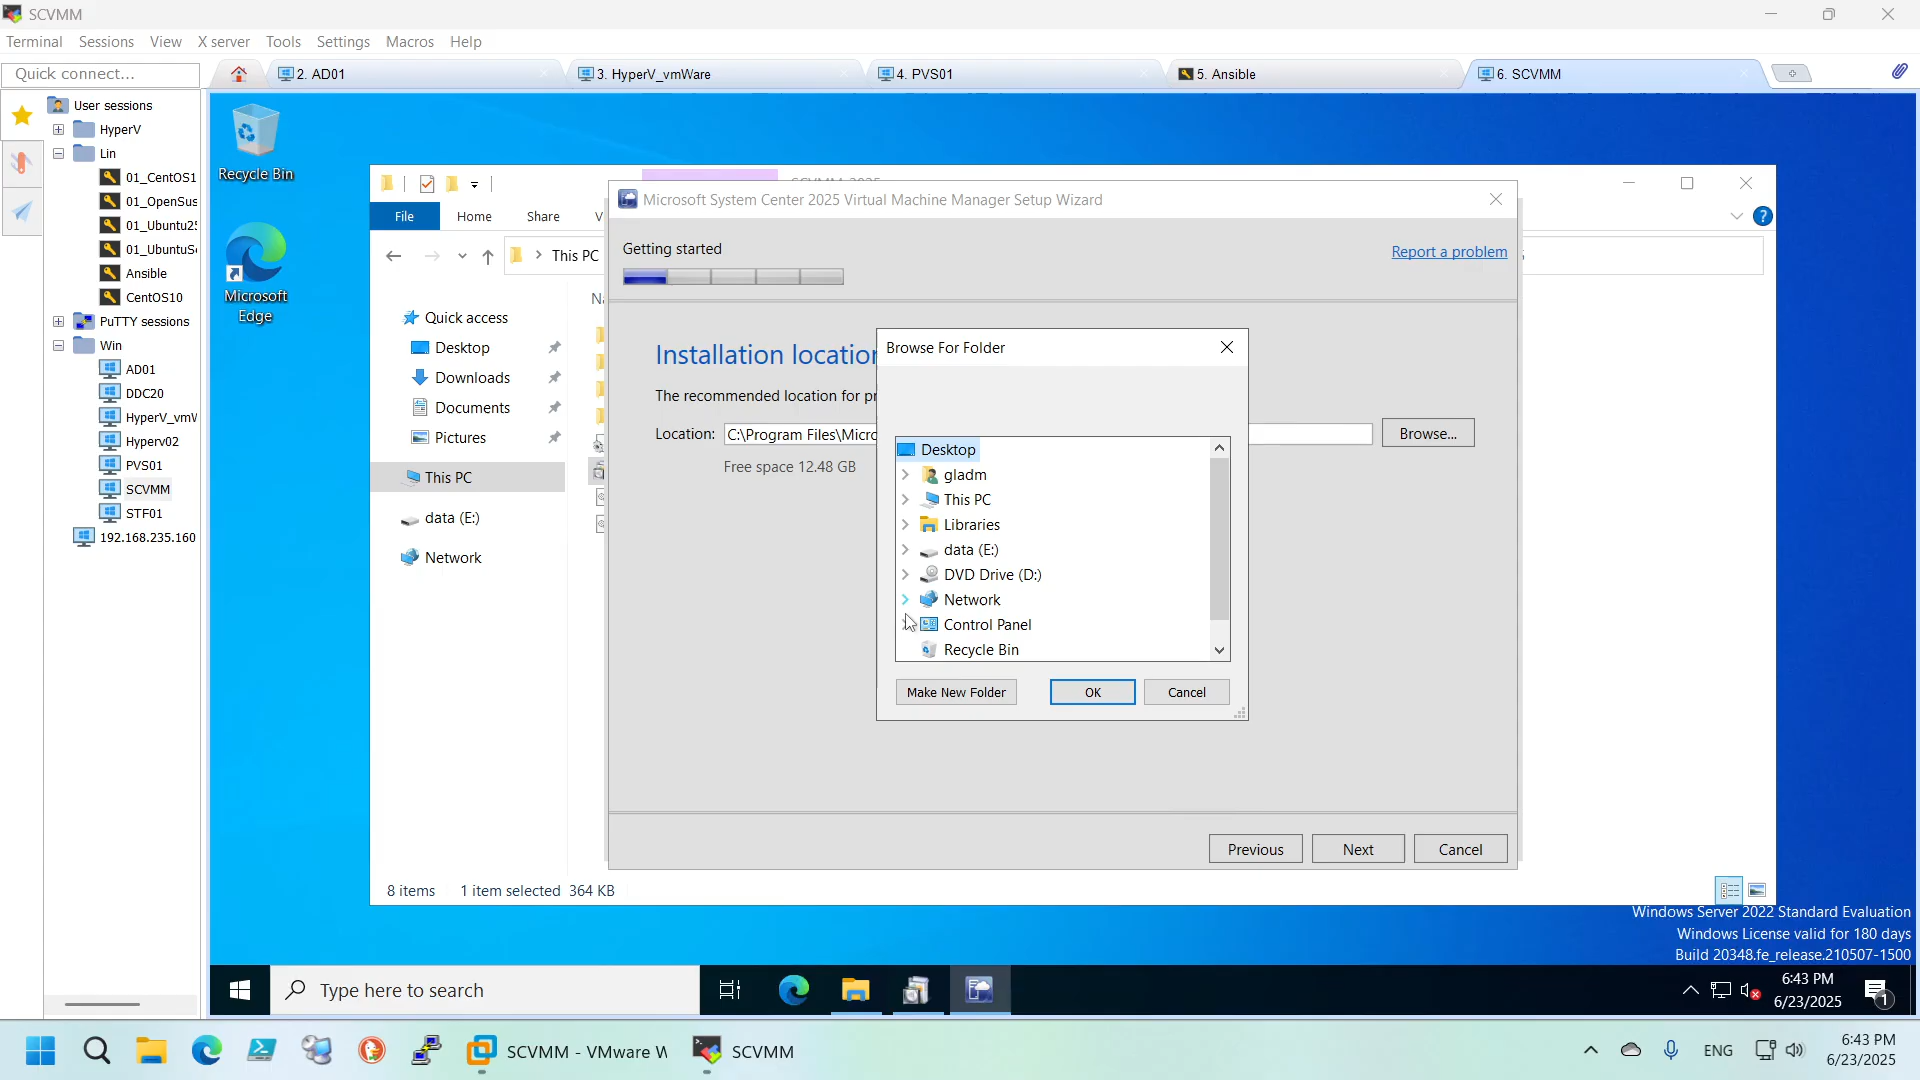 SCVMM
Terminal Sessions View X server Tools Settings Macros Help
Quick connect...
2. AD01
3. HyperV_vmWare
4. PVS01
5. Ansible
6. SCVMM
User sessions
HyperV
Lin
01_CentOS1
01_OpenSus
01_Ubuntu25
01_UbuntuSe
Ansible
CentOS10
PuTTY sessions
Win
AD01
DDC20
HyperV_vmW
Hyperv02
PVS01
SCVMM
STF01
192.168.235.160
Recycle Bin
Microsoft
Edge
File Home Share V
This PC
Quick access
Desktop
Downloads
Documents
Pictures
This PC
data (E:)
Network
8 items 1 item selected 364 KB
Microsoft System Center 2025 Virtual Machine Manager Setup Wizard
Getting started
Report a problem
Installation location
The recommended location for pr
Location: C:\Program Files\Micro
Browse...
Free space 12.48 GB
Browse For Folder
Desktop
gladm
This PC
Libraries
data (E:)
DVD Drive (D:)
Network
Control Panel
Recycle Bin
Make New Folder OK Cancel
Previous Next Cancel
Windows Server 2022 Standard Evaluation
Windows License valid for 180 days
Build 20348.fe_release.210507-1500
Type here to search
6:43 PM
6/23/2025
1
SCVMM - VMware W
SCVMM
ENG
6:43 PM
6/23/2025